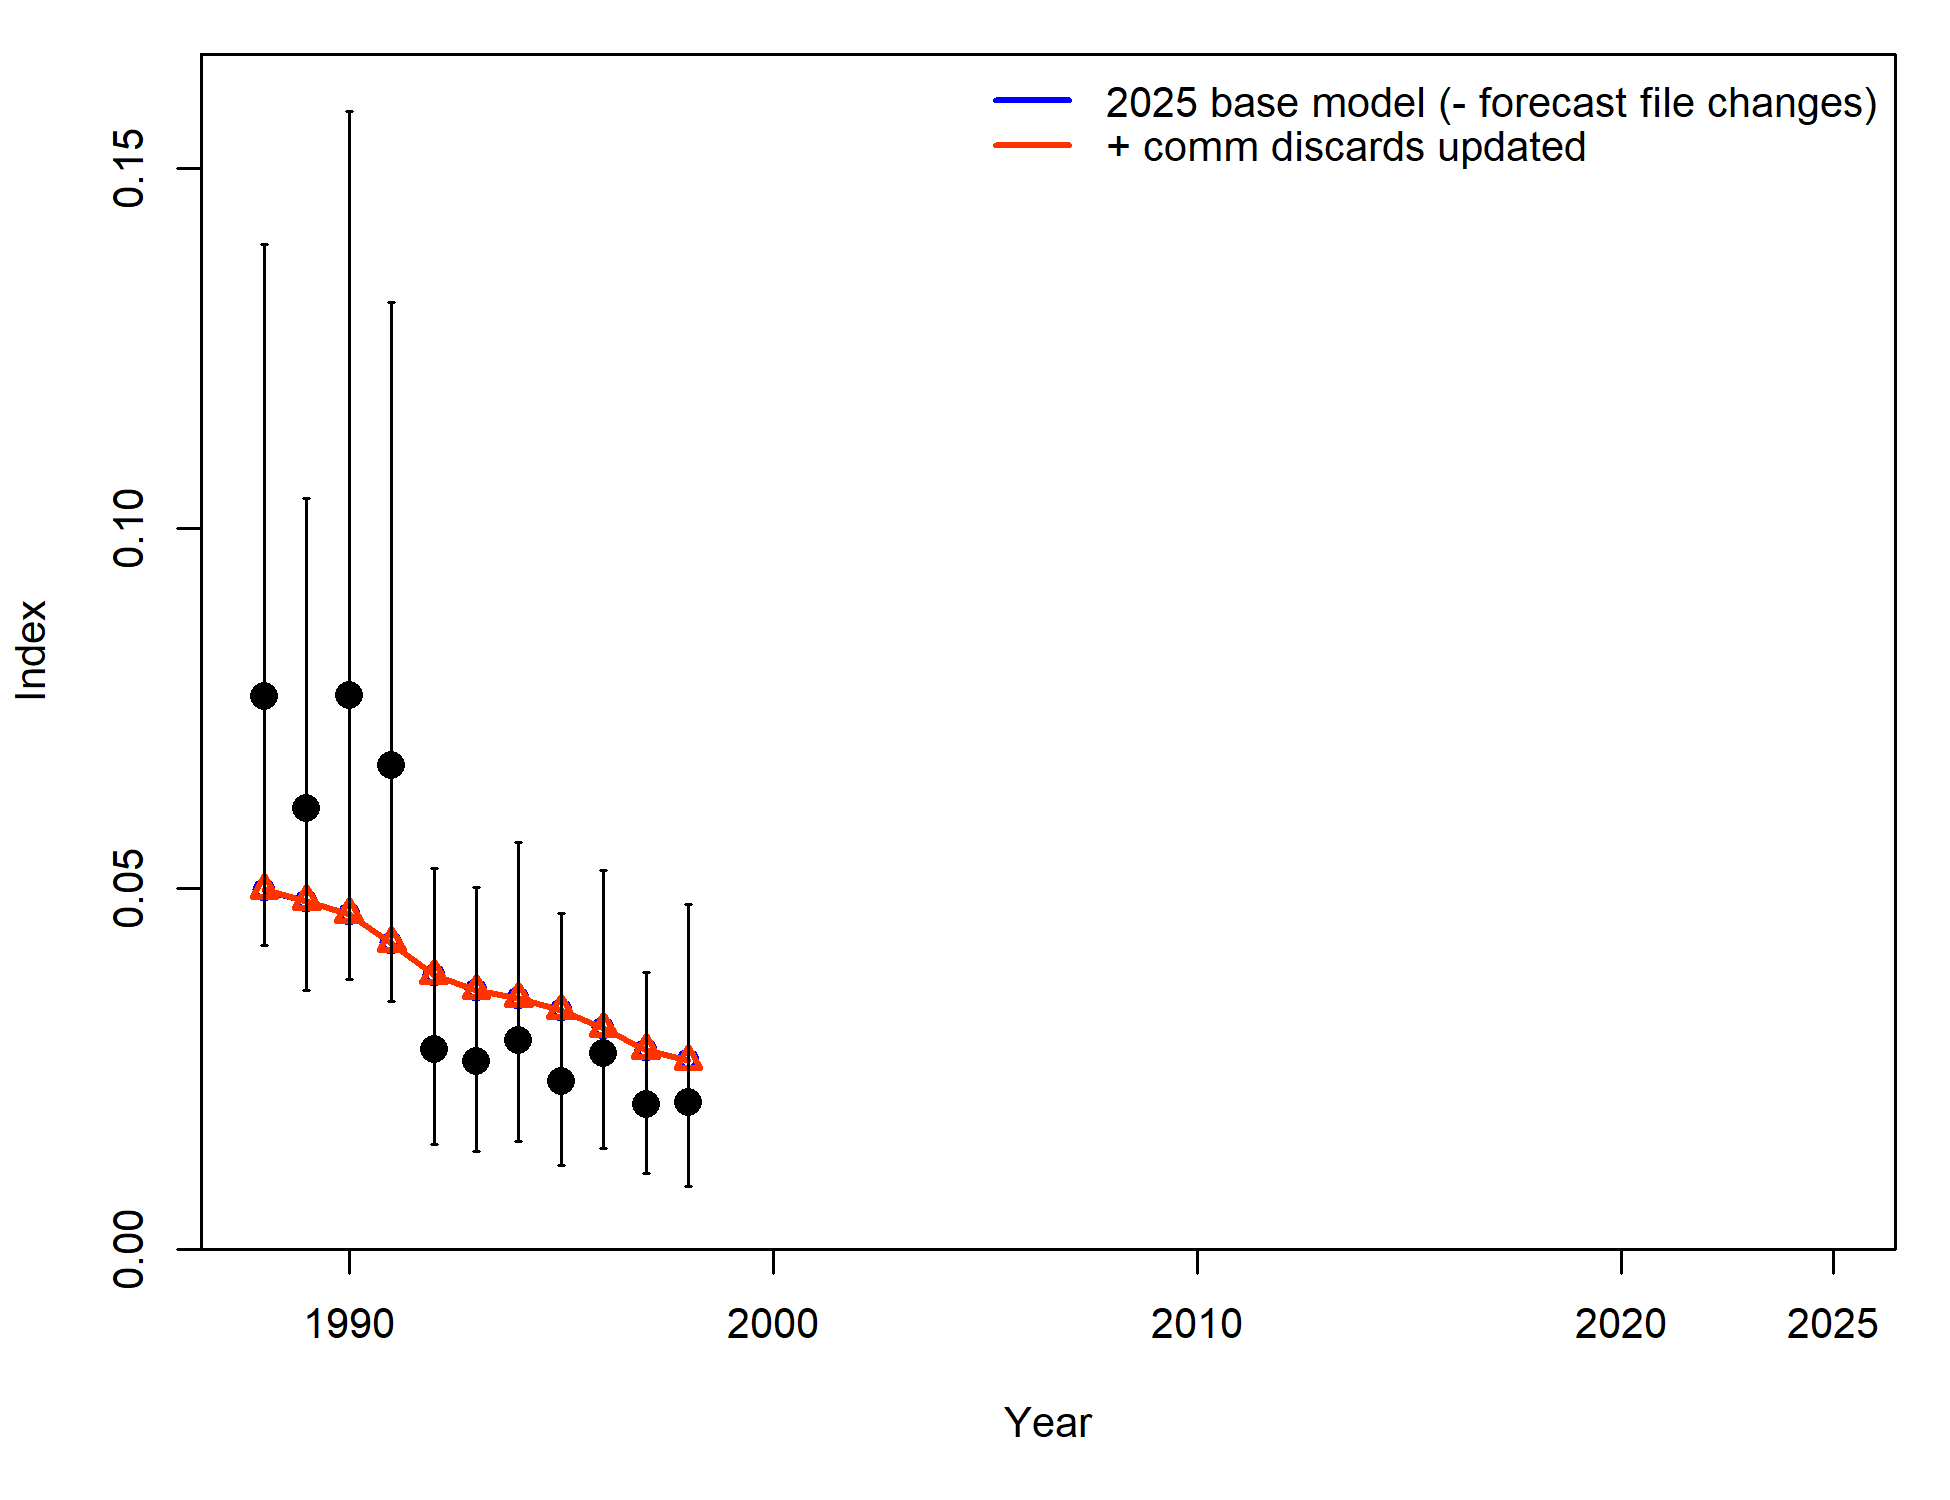 2025 base model (- forecast file changes)
+ comm discards updated
0.15
0.10
0.05
0.00
Index
1990 2000 2010 2020 2025
Year